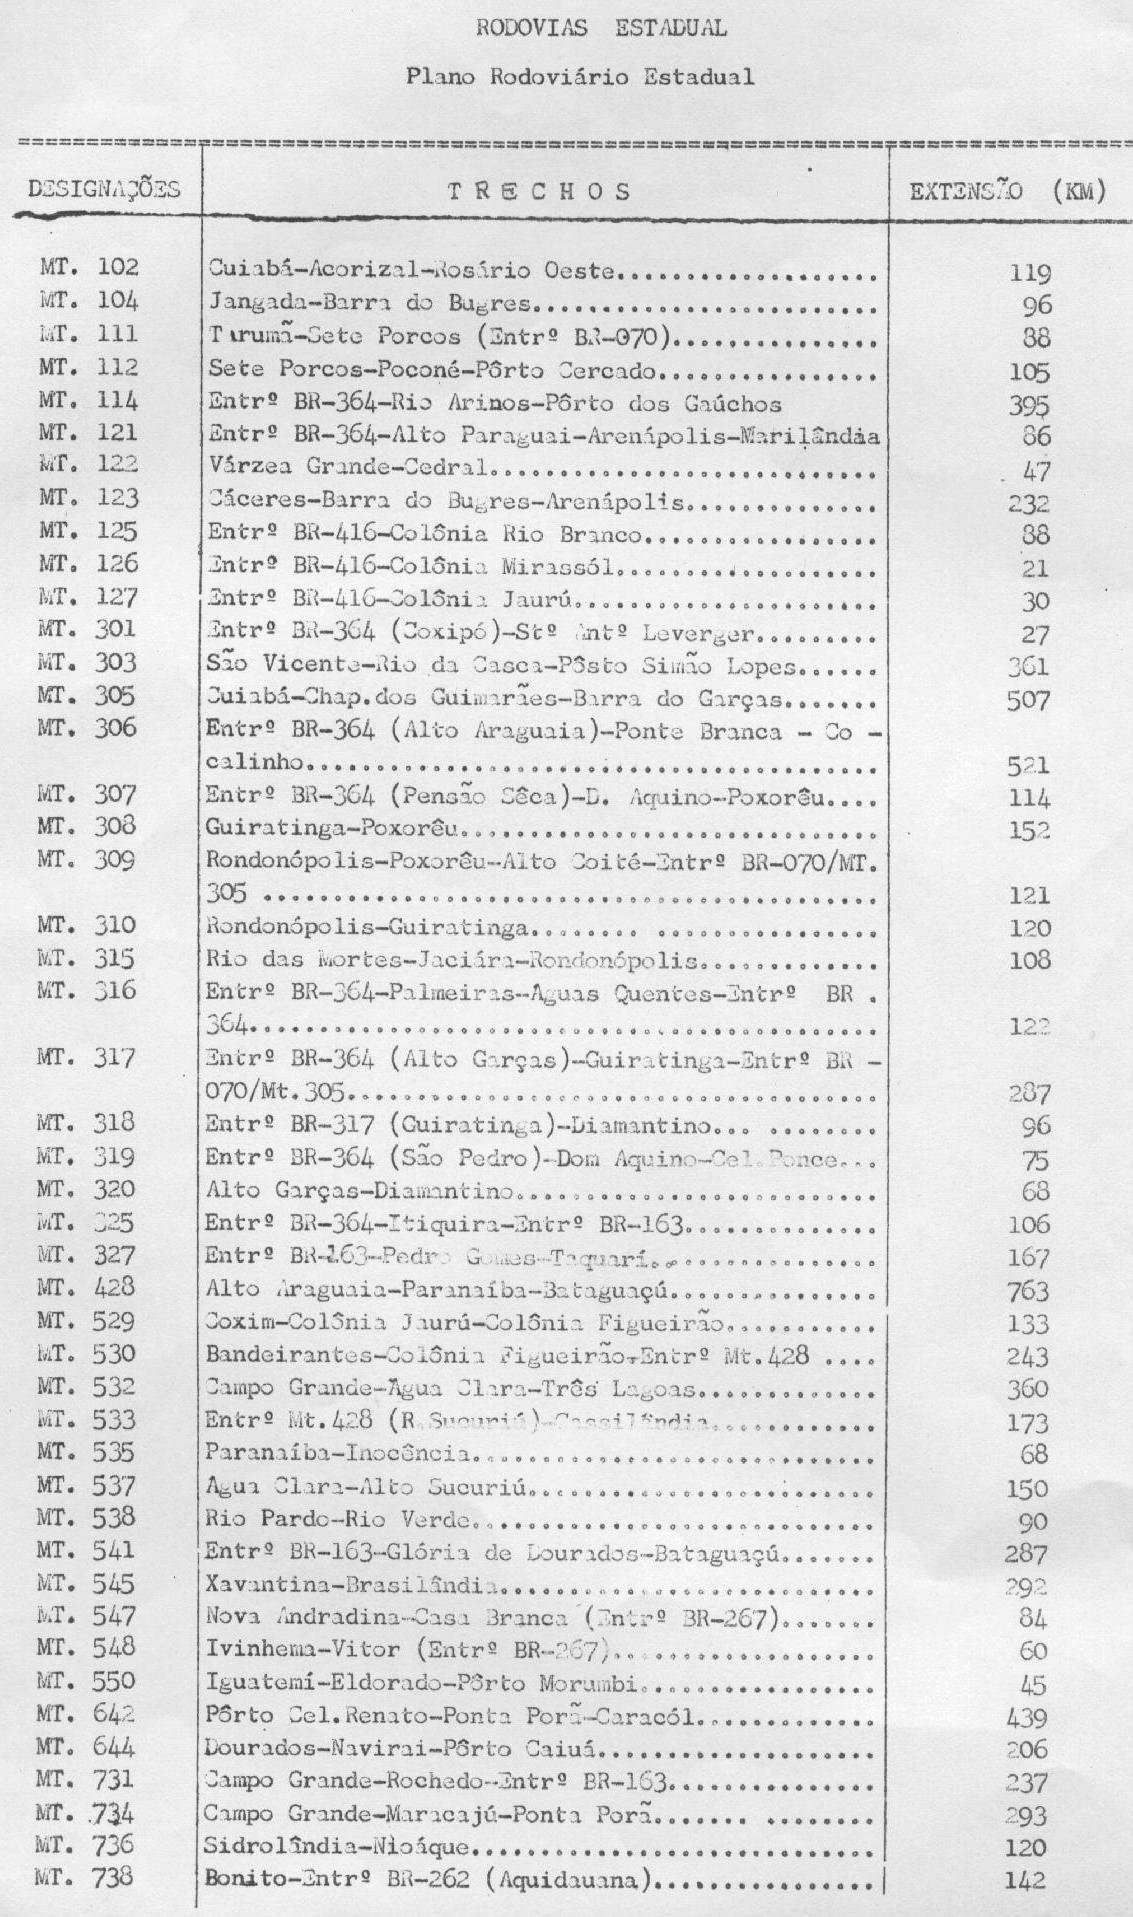 RODOVIAS ESTADUAL
Plano Rodoviário Estadual
DESIGNAÇÕES T R E C H O S EXTENSÃO (KM)
MT. 102 Cuiabá-Acorizal-Rosário Oeste................... 119
MT. 104 Jangada-Barra do Bugres......................... 96
MT. 111 Tarumã-Sete Porcos (Entrº BR-070)............... 88
MT. 112 Sete Porcos-Poconé-Pôrto Cercado................ 105
MT. 114 Entrº BR-364-Rio Arinos-Pôrto dos Gaúchos 395
MT. 121 Entrº BR-364-Alto Paraguai-Arenápolis-Marilândia 86
MT. 122 Várzea Grande-Cedral............................ 47
MT. 123 Cáceres-Barra do Bugres-Arenápolis.............. 232
MT. 125 Entrº BR-416-Colônia Rio Branco................. 88
MT. 126 Entrº BR-416-Colônia Mirassól................... 21
MT. 127 Entrº BR-416-Colônia Jaurú...................... 30
MT. 301 Entrº BR-364 (Coxipó)-Stº Antº Leverger......... 27
MT. 303 São Vicente-Rio da Casca-Pôsto Simão Lopes...... 361
MT. 305 Cuiabá-Chap.dos Guimarães-Barra do Garças....... 507
MT. 306 Entrº BR-364 (Alto Araguaia)-Ponte Branca - Co -
calinho......................................... 521
MT. 307 Entrº BR-364 (Pensão Sêca)-D. Aquino-Poxorêu.... 114
MT. 308 Guiratinga-Poxorêu.............................. 152
MT. 309 Rondonópolis-Poxorêu-Alto Coité-Entrº BR-070/MT.
305 ............................................ 121
MT. 310 Rondonópolis-Guiratinga........ ................ 120
MT. 315 Rio das Mortes-Jaciára-Rondonópolis............. 108
MT. 316 Entrº BR-364-Palmeiras-Aguas Quentes-Entrº BR .
364............................................. 122
MT. 317 Entrº BR-364 (Alto Garças)-Guiratinga-Entrº BR -
070/Mt.305...................................... 287
MT. 318 Entrº BR-317 (Guiratinga)-Diamantino... ........ 96
MT. 319 Entrº BR-364 (São Pedro)-Dom Aquino-Cel.Ponce... 75
MT. 320 Alto Garças-Diamantino.......................... 68
MT. 325 Entrº BR-364-Itiquira-Entrº BR-163.............. 106
MT. 327 Entrº BR-163-Pedro Gomes-Taquarí................ 167
MT. 428 Alto Araguaia-Paranaíba-Bataguaçú............... 763
MT. 529 Coxim-Colônia Jaurú-Colônia Figueirão........... 133
MT. 530 Bandeirantes-Colônia Figueirão-Entrº Mt.428 .... 243
MT. 532 Campo Grande-Agua Clara-Três Lagoas............. 360
MT. 533 Entrº Mt.428 (R.Sucuriú)-Cassilândia............ 173
MT. 535 Paranaíba-Inocência............................. 68
MT. 537 Agua Clara-Alto Sucuriú......................... 150
MT. 538 Rio Pardo-Rio Verde............................. 90
MT. 541 Entrº BR-163-Glória de Dourados-Bataguaçú....... 287
MT. 545 Xavantina-Brasilândia........................... 292
MT. 547 Nova Andradina-Casa Branca (Entrº BR-267)....... 84
MT. 548 Ivinhema-Vitor (Entrº BR-267)................... 60
MT. 550 Iguatemí-Eldorado-Pôrto Morumbi................. 45
MT. 642 Pôrto Cel.Renato-Ponta Porã-Caracól............. 439
MT. 644 Dourados-Navirai-Pôrto Caiuá.................... 206
MT. 731 Campo Grande-Rochedo-Entrº BR-163............... 237
MT. 734 Campo Grande-Maracajú-Ponta Porã....... ........ 293
MT. 736 Sidrolândia-Nioáque............................. 120
MT. 738 Bonito-Entrº BR-262 (Aquidauana)................ 142